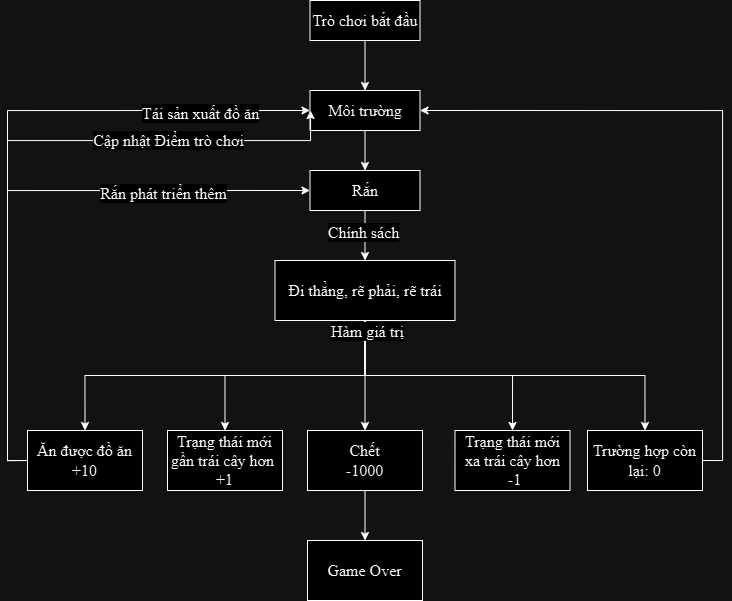 Trò chơi bắt đầu
Môi trường
Tái sản xuất đồ ăn
Cập nhật Điểm trò chơi
Rắn
Rắn phát triển thêm
Chính sách
Đi thẳng, rẽ phải, rẽ trái
Hàm giá trị
Ăn được đồ ăn
+10
Trạng thái mới
gần trái cây hơn
+1
Chết
-1000
Trạng thái mới
xa trái cây hơn
-1
Trường hợp còn
lại: 0
Game Over